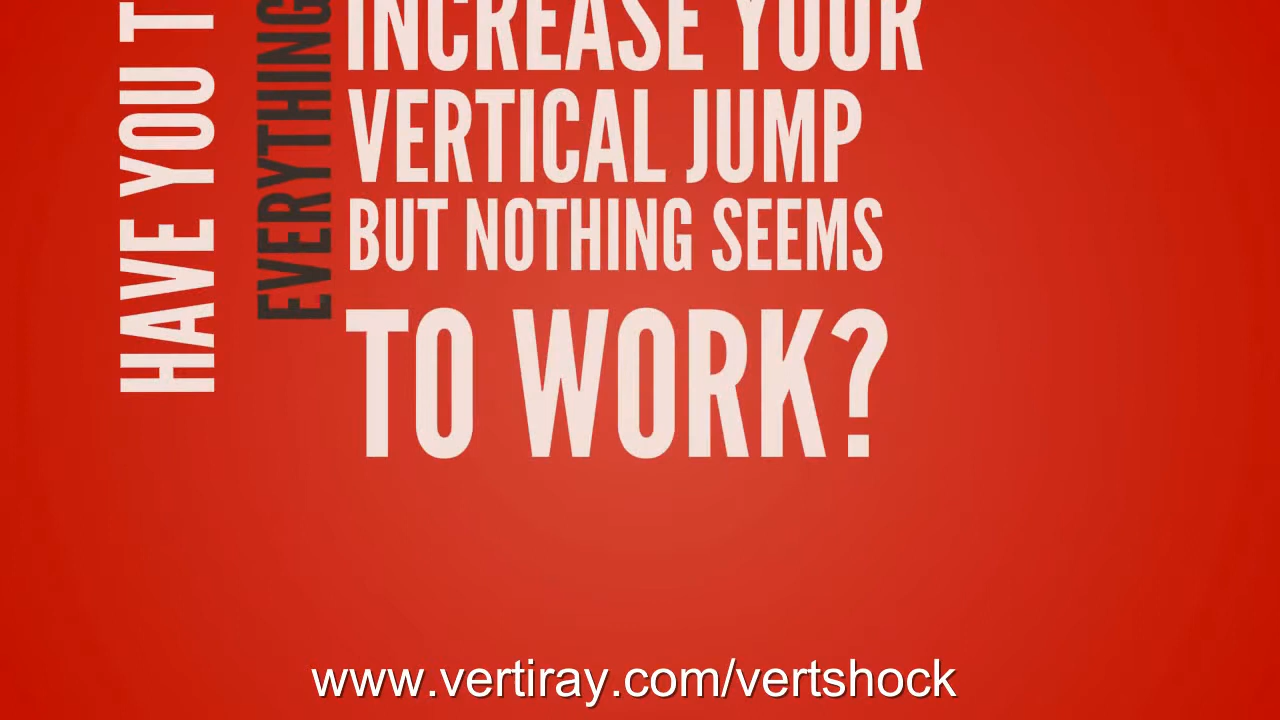 HAVE YOU T
EVERYTHING
INCREASE YOUR
VERTICAL JUMP
BUT NOTHING SEEMS
TO WORK?
www.vertiray.com/vertshock